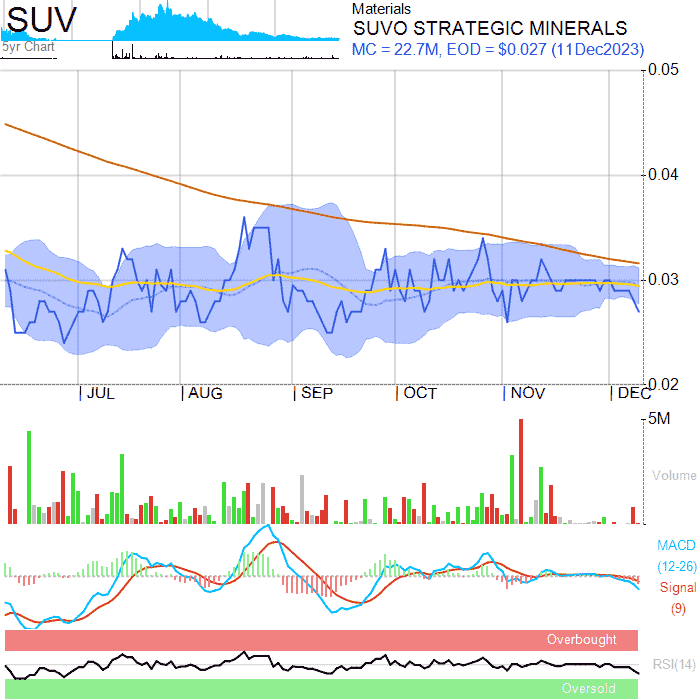 SUV
5yr Chart
Materials
SUVO STRATEGIC MINERALS
MC = 22.7M, EOD = $0.027 (11Dec2023)
0.05
0.04
0.03
0.02
JUL AUG SEP OCT NOV DEC
5M
Volume
MACD
(12-26)
Signal
(9)
Overbought
RSI(14)
Oversold